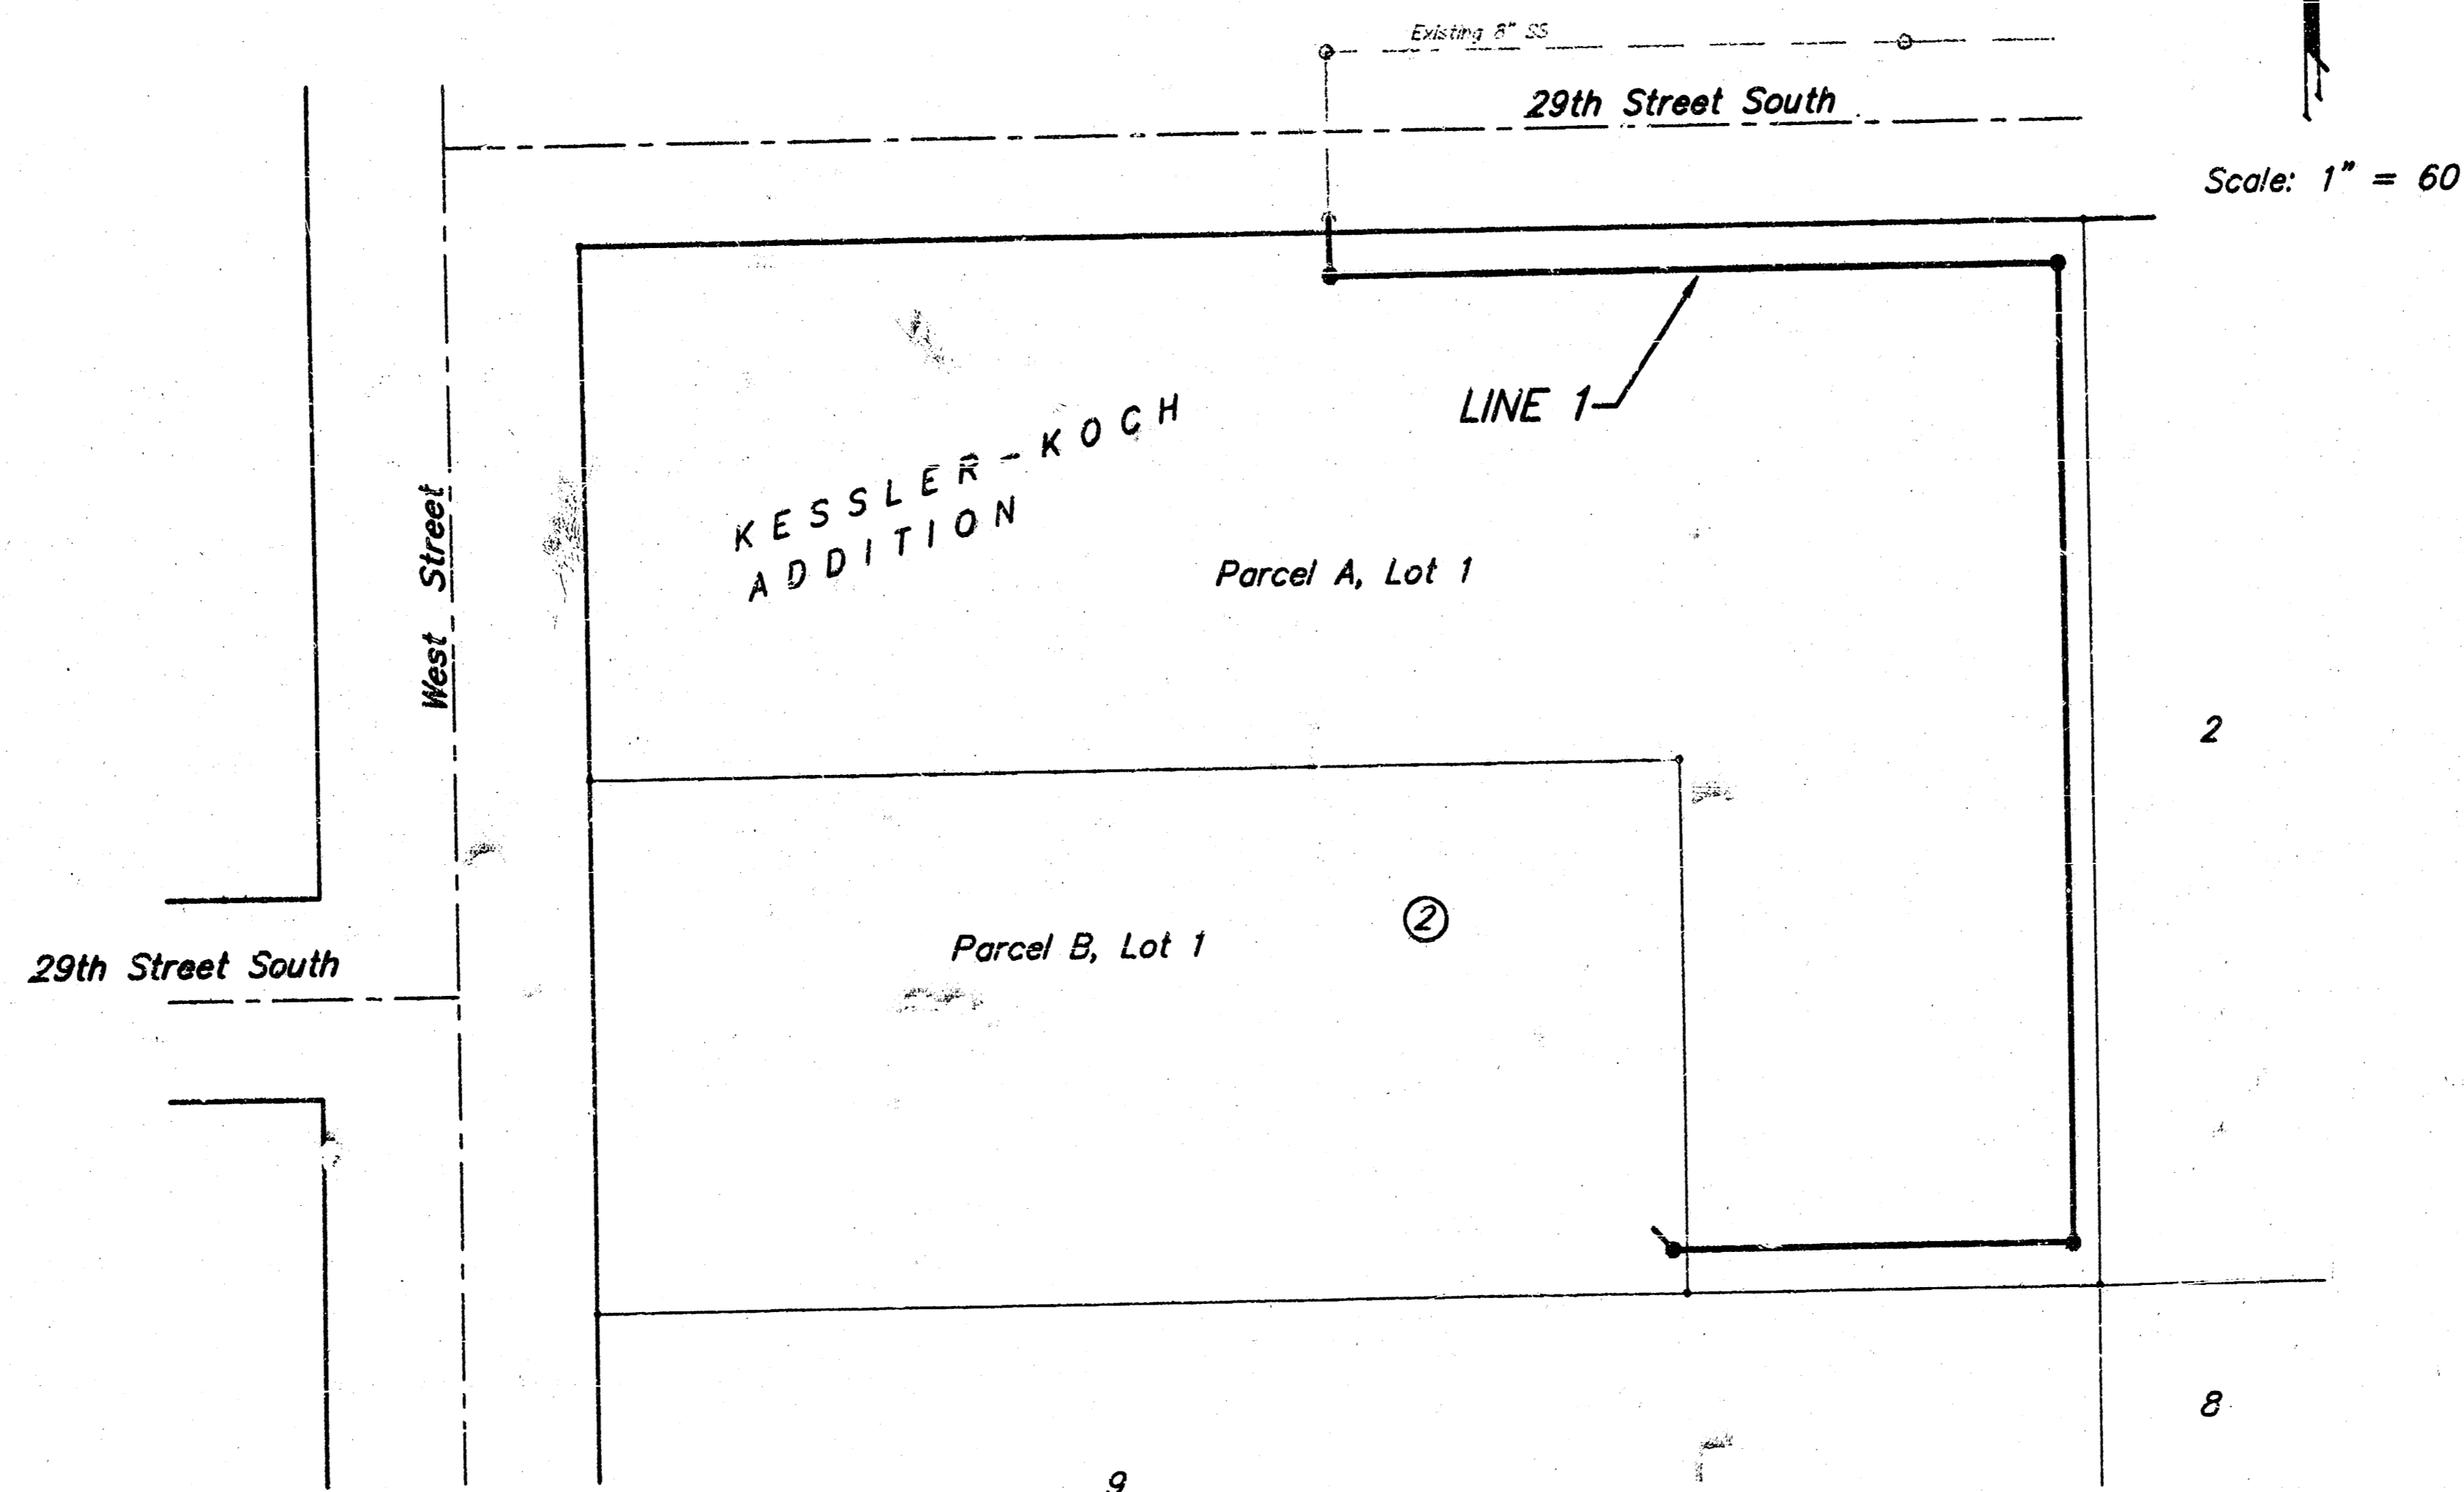 Existing 8" SS
29th Street South
Scale: 1" = 60
LINE 1
KESSLER-KOCH
ADDITION
West Street
Parcel A, Lot 1
2
2
Parcel B, Lot 1
29th Street South
8
9